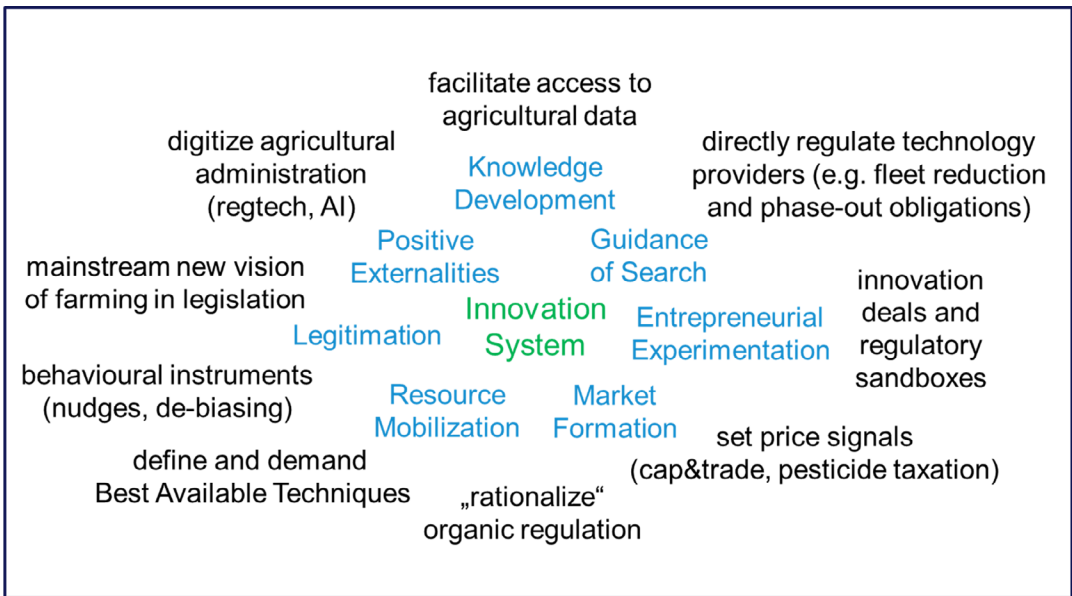 facilitate access to
agricultural data
digitize agricultural
administration
(regtech, AI)
directly regulate technology
providers (e.g. fleet reduction
and phase-out obligations)
Knowledge
Development
Positive
Externalities
Guidance
of Search
mainstream new vision
of farming in legislation
innovation
deals and
regulatory
sandboxes
Legitimation
Innovation
System
Entrepreneurial
Experimentation
behavioural instruments
(nudges, de-biasing)
Resource
Mobilization
Market
Formation
define and demand
Best Available Techniques
set price signals
(cap&trade, pesticide taxation)
„rationalize“
organic regulation